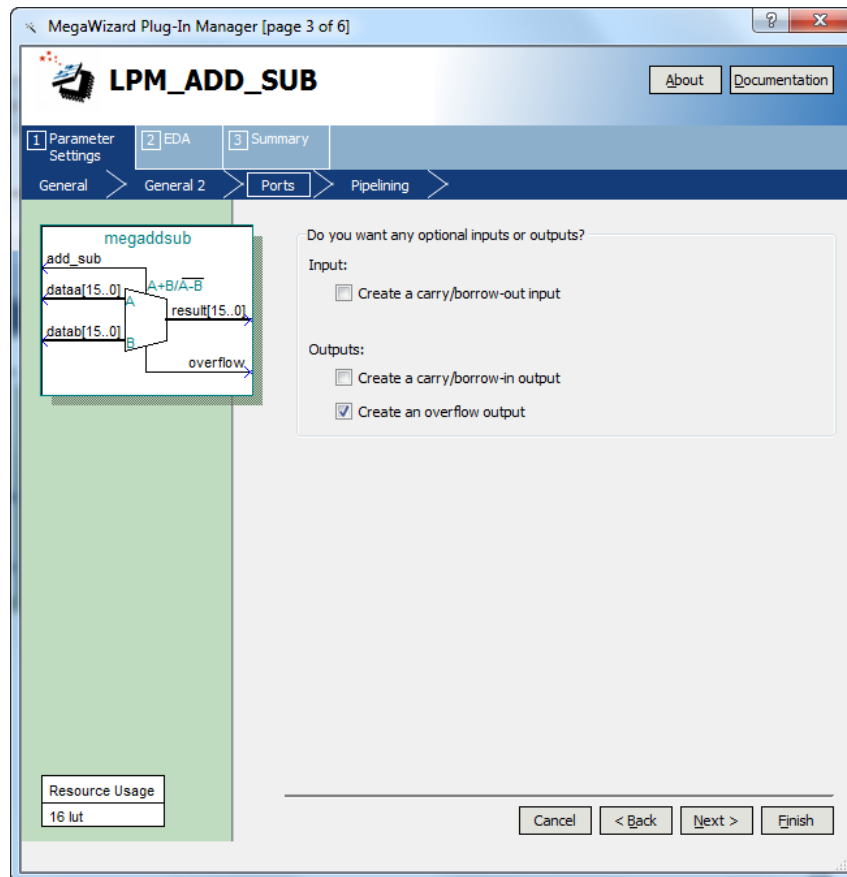 MegaWizard Plug-In Manager [page 3 of 6]
?
X
LPM_ADD_SUB
About
Documentation
1 Parameter Settings
2 EDA
3 Summary
General
General 2
Ports
Pipelining
megaddsub
add_sub
A+B/A-B
dataa[15..0]
A
result[15..0]
datab[15..0]
B
overflow
Do you want any optional inputs or outputs?
Input:
Create a carry/borrow-out input
Outputs:
Create a carry/borrow-in output
Create an overflow output
Resource Usage
16 lut
Cancel
< Back
Next >
Finish